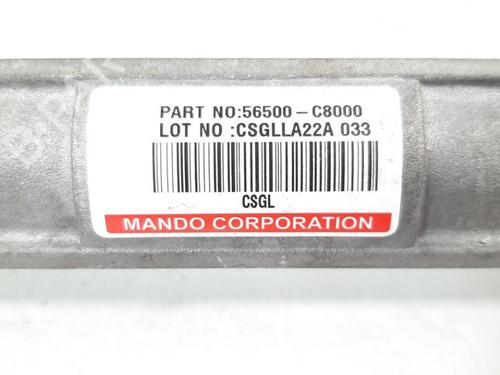 PART NO:56500-C8000
LOT NO :CSGLLA22A 033
CSGL
MANDO CORPORATION